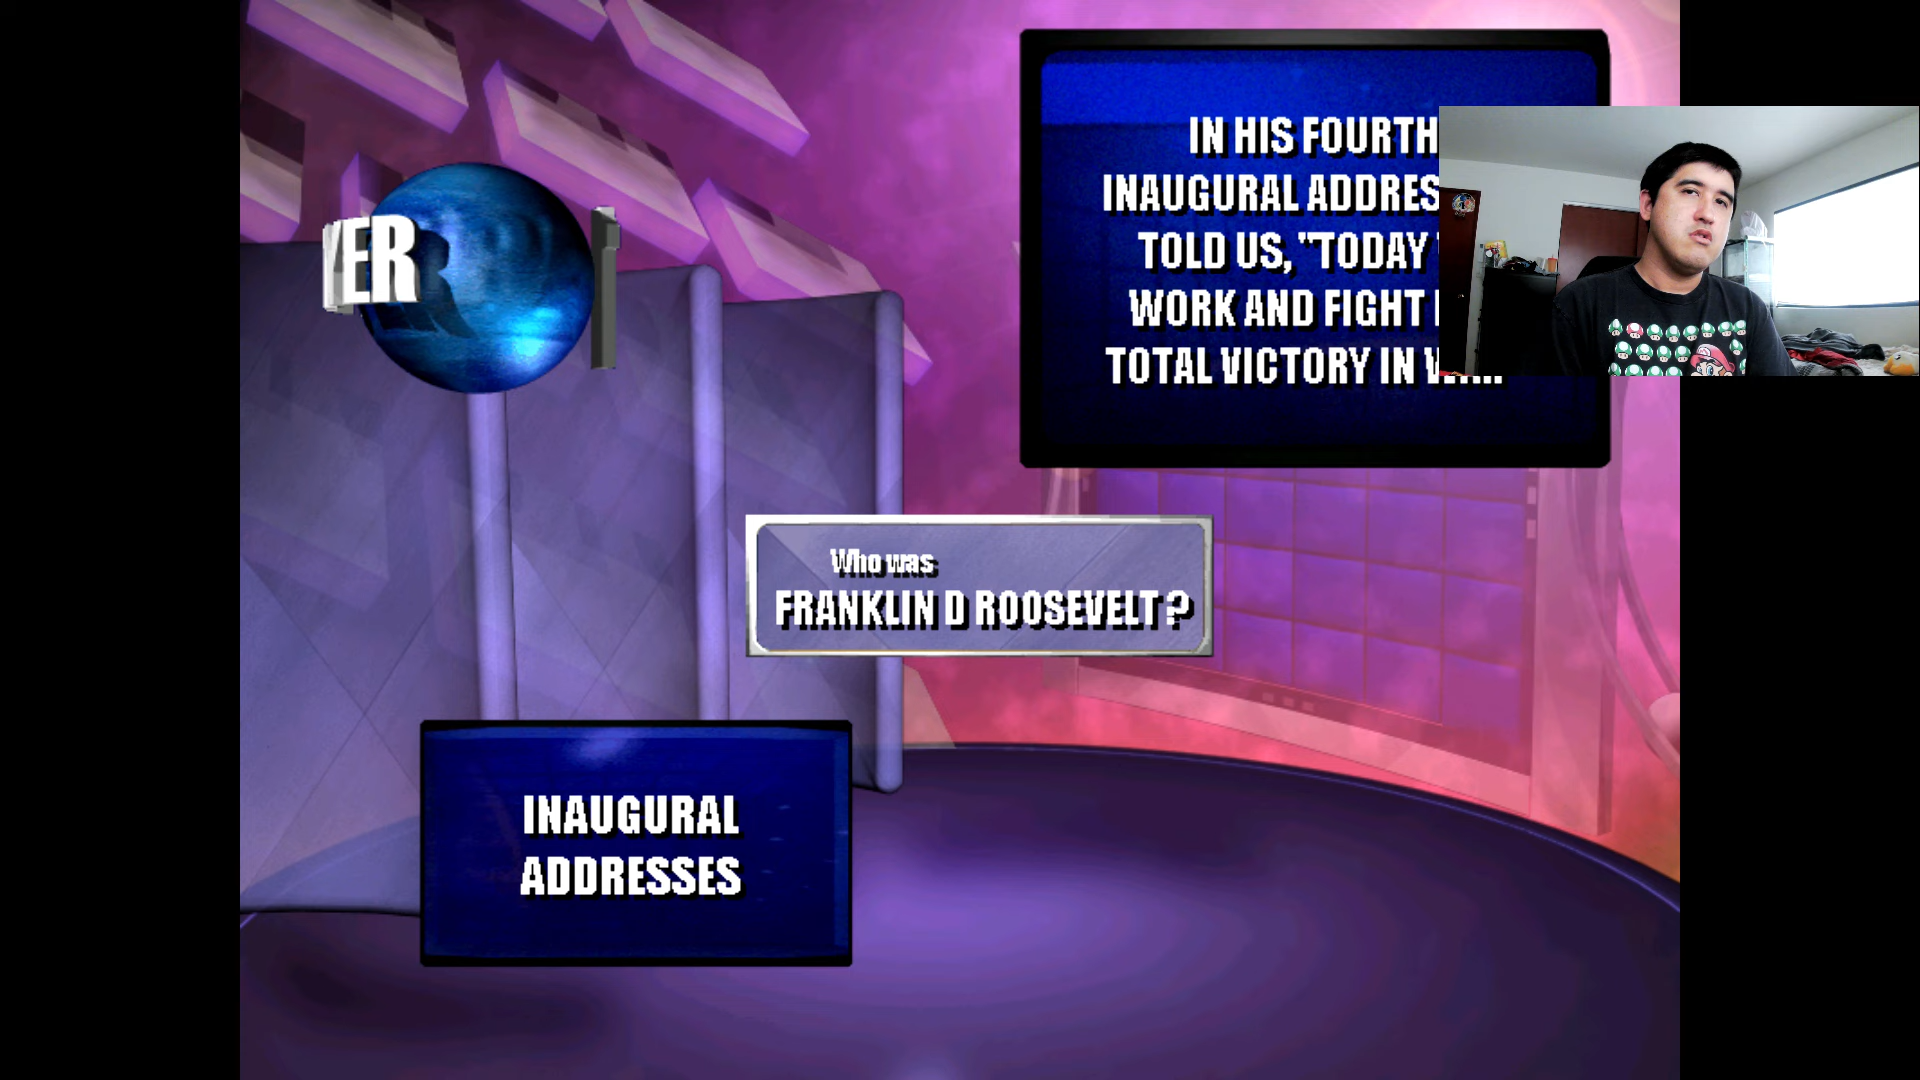 IN HIS FOURTH
INAUGURAL ADDRES
TOLD US, "TODAY
WORK AND FIGHT
TOTAL VICTORY IN
YER
Who was
FRANKLIN D ROOSEVELT?
INAUGURAL
ADDRESSES